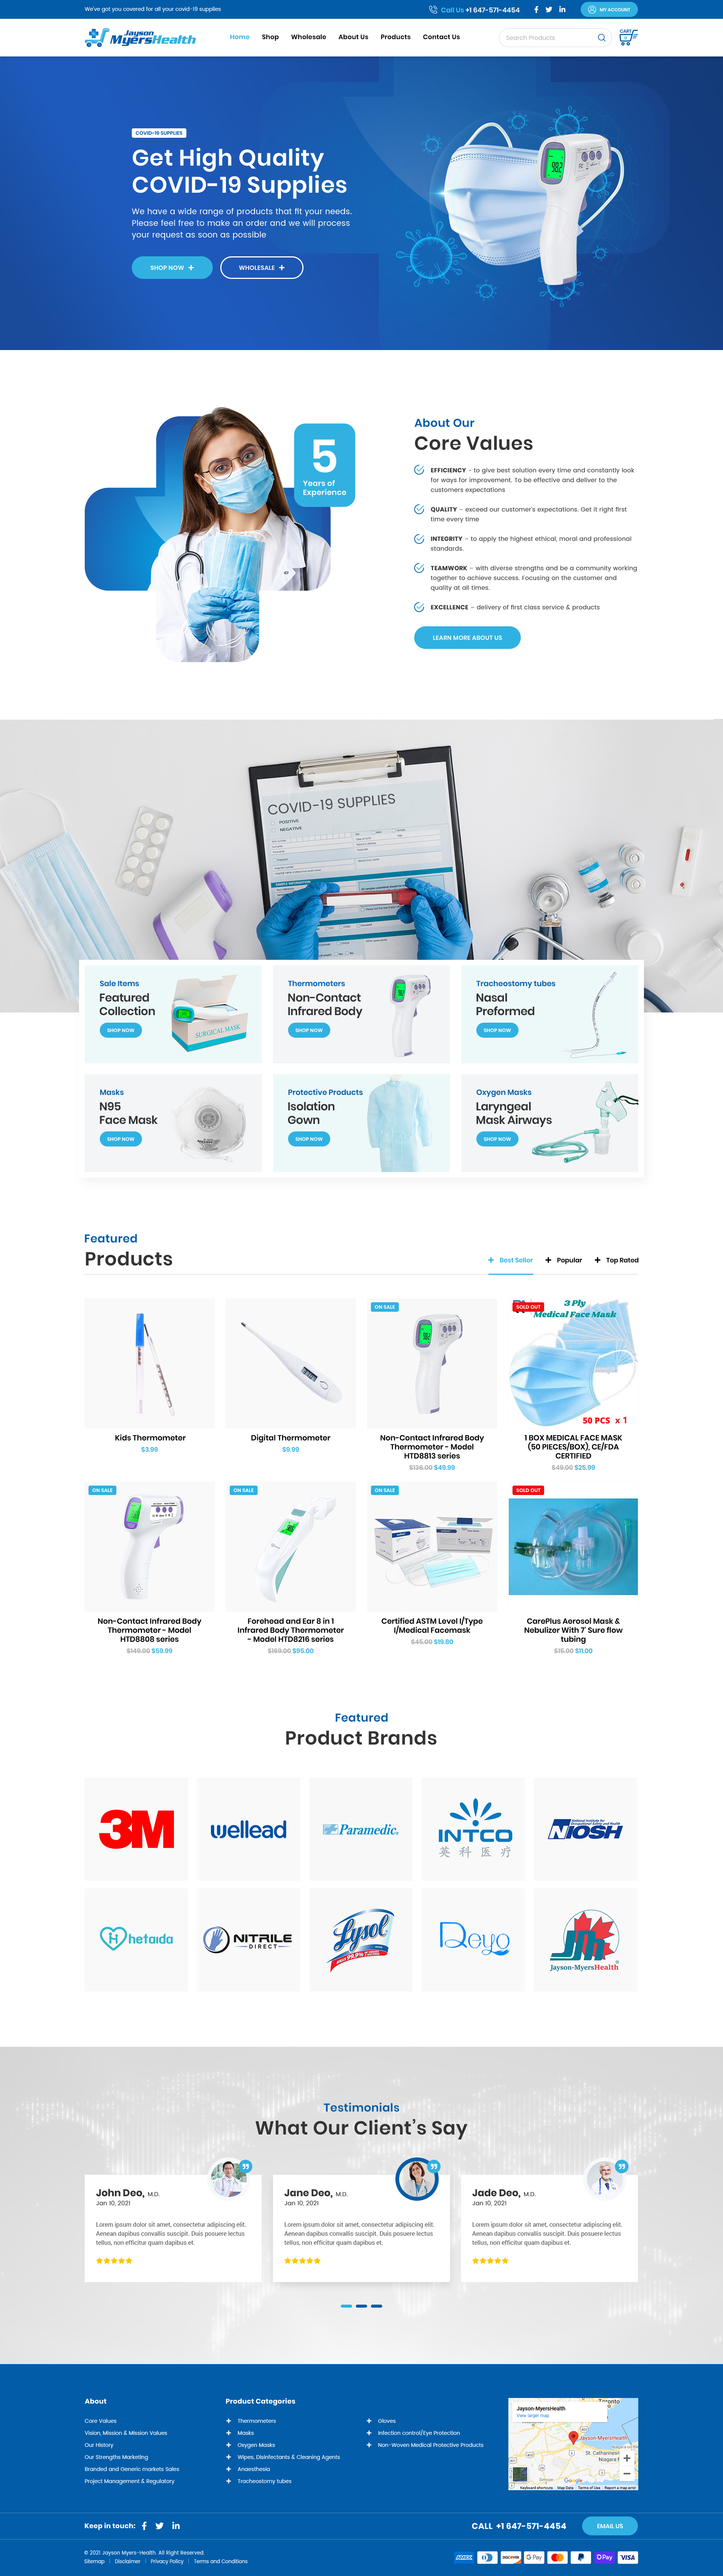 We've got you covered for all your covid-19 supplies
Call Us +1 647-571-4454
MY ACCOUNT
Jayson
MyersHealth
Home Shop Wholesale About Us Products Contact Us
Search Products
CART
COVID-19 SUPPLIES
Get High Quality
COVID-19 Supplies
We have a wide range of products that fit your needs.
Please feel free to make an order and we will process
your request as soon as possible
SHOP NOW +
WHOLESALE +
5
Years of
Experience
About Our
Core Values
EFFICIENCY - to give best solution every time and constantly look
for ways for improvement. To be effective and deliver to the
customers expectations
QUALITY – exceed our customer's expectations. Get it right first
time every time
INTEGRITY – to apply the highest ethical, moral and professional
standards.
TEAMWORK – with diverse strengths and be a community working
together to achieve success. Focusing on the customer and
quality at all times.
EXCELLENCE – delivery of first class service & products
LEARN MORE ABOUT US
COVID-19 SUPPLIES
POSITIVE
NEGATIVE
Sale Items
Featured
Collection
SHOP NOW
SURGICAL MASK
Thermometers
Non-Contact
Infrared Body
SHOP NOW
Tracheostomy tubes
Nasal
Preformed
SHOP NOW
Masks
N95
Face Mask
SHOP NOW
Protective Products
Isolation
Gown
SHOP NOW
Oxygen Masks
Laryngeal
Mask Airways
SHOP NOW
Featured
Products
+ Best Seller
+ Popular
+ Top Rated
Kids Thermometer
$3.99
Digital Thermometer
$9.99
ON SALE
Non-Contact Infrared Body
Thermometer - Model
HTD8813 series
$138.00 $49.99
SOLD OUT
3 Ply
Medical Face Mask
50 PCS x 1
1 BOX MEDICAL FACE MASK
(50 PIECES/BOX), CE/FDA
CERTIFIED
$49.00 $25.99
ON SALE
Non-Contact Infrared Body
Thermometer - Model
HTD8808 series
$149.00 $59.99
ON SALE
Forehead and Ear 8 in 1
Infrared Body Thermometer
- Model HTD8216 series
$169.00 $95.00
ON SALE
Certified ASTM Level I/Type
I/Medical Facemask
$45.00 $19.80
SOLD OUT
CarePlus Aerosol Mask &
Nebulizer With 7' Sure flow
tubing
$15.00 $11.00
Featured
Product Brands
3M
wellead
Paramedic.
INTCO
英科医疗
NIOSH
hetaida
NITRILE
DIRECT
Lysol
Reyo
Jayson-MyersHealth
Testimonials
What Our Client's Say
John Deo, M.D.
Jan 10, 2021
Lorem ipsum dolor sit amet, consectetur adipiscing elit.
Aenean dapibus convallis suscipit. Duis posuere lectus
tellus, non efficitur quam dapibus et.
Jane Deo, M.D.
Jan 10, 2021
Lorem ipsum dolor sit amet, consectetur adipiscing elit.
Aenean dapibus convallis suscipit. Duis posuere lectus
tellus, non efficitur quam dapibus et.
Jade Deo, M.D.
Jan 10, 2021
Lorem ipsum dolor sit amet, consectetur adipiscing elit.
Aenean dapibus convallis suscipit. Duis posuere lectus
tellus, non efficitur quam dapibus et.
About
Core Values
Vision, Mission & Mission Values
Our History
Our Strengths Marketing
Branded and Generic markets Sales
Project Management & Regulatory
Product Categories
+ Thermometers
+ Masks
+ Oxygen Masks
+ Wipes, Disinfectants & Cleaning Agents
+ Anaesthesia
+ Tracheostomy tubes
+ Gloves
+ Infection control/Eye Protection
+ Non-Woven Medical Protective Products
Jayson-MyersHealth
View larger map
Toronto
Jayson-MyersHealth
Niagara
St. Catharines
Google
Keyboard shortcuts Map Data Terms of Use Report a map error
Keep in touch:
CALL +1 647-571-4454
EMAIL US
© 2021 Jayson Myers-Health. All Right Reserved.
Sitemap | Disclaimer | Privacy Policy | Terms and Conditions
AMEX
DISCOVER
G Pay
Pay
VISA